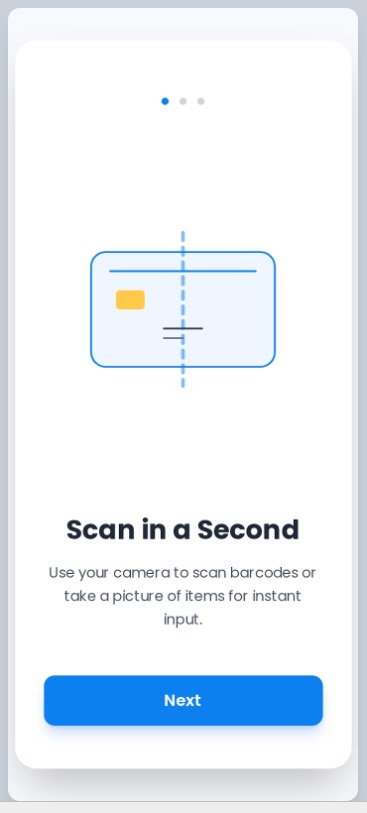 Scan in a Second
Use your camera to scan barcodes or
take a picture of items for instant
input.
Next